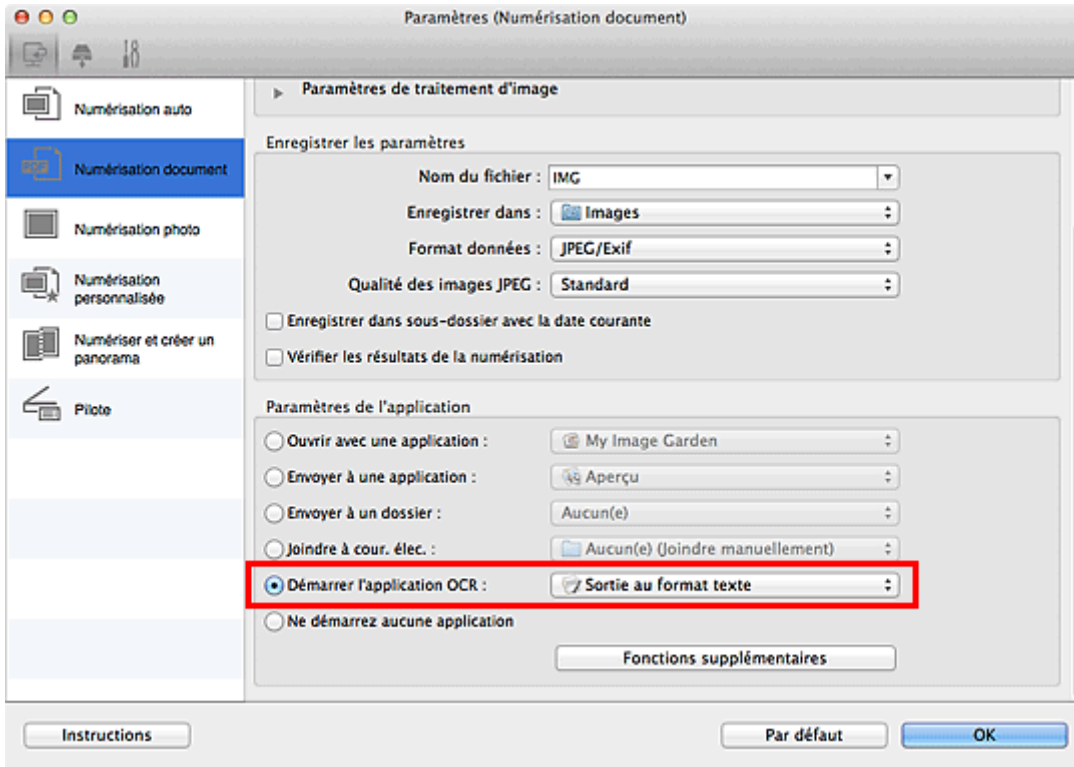 Paramètres (Numérisation document)
Numérisation auto
PDF
Numérisation document
Numérisation photo
Numérisation
personnalisée
Numériser et créer un
panorama
Pilote
Paramètres de traitement d'image
Enregistrer les paramètres
Nom du fichier : IMG
Enregistrer dans : Images
Format données : JPEG/Exif
Qualité des images JPEG : Standard
Enregistrer dans sous-dossier avec la date courante
Vérifier les résultats de la numérisation
Paramètres de l'application
Ouvrir avec une application : My Image Garden
Envoyer à une application : Aperçu
Envoyer à un dossier : Aucun(e)
Joindre à cour. élec. : Aucun(e) (Joindre manuellement)
Démarrer l'application OCR : Sortie au format texte
Ne démarrez aucune application
Fonctions supplémentaires
Instructions
Par défaut
OK